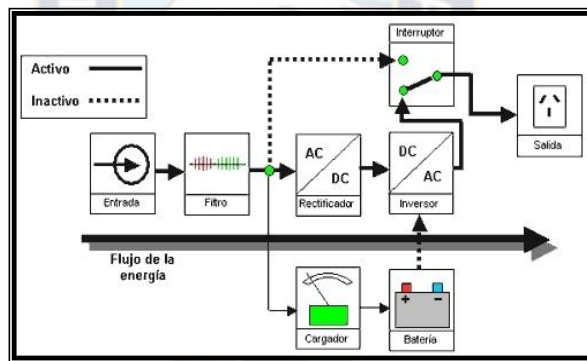 Interruptor
Activo
Inactivo
Salida
AC
DC
DC
AC
Entrada
Filtro
Rectificador
Inversor
Flujo de la
energía
+ −
Cargador
Batería